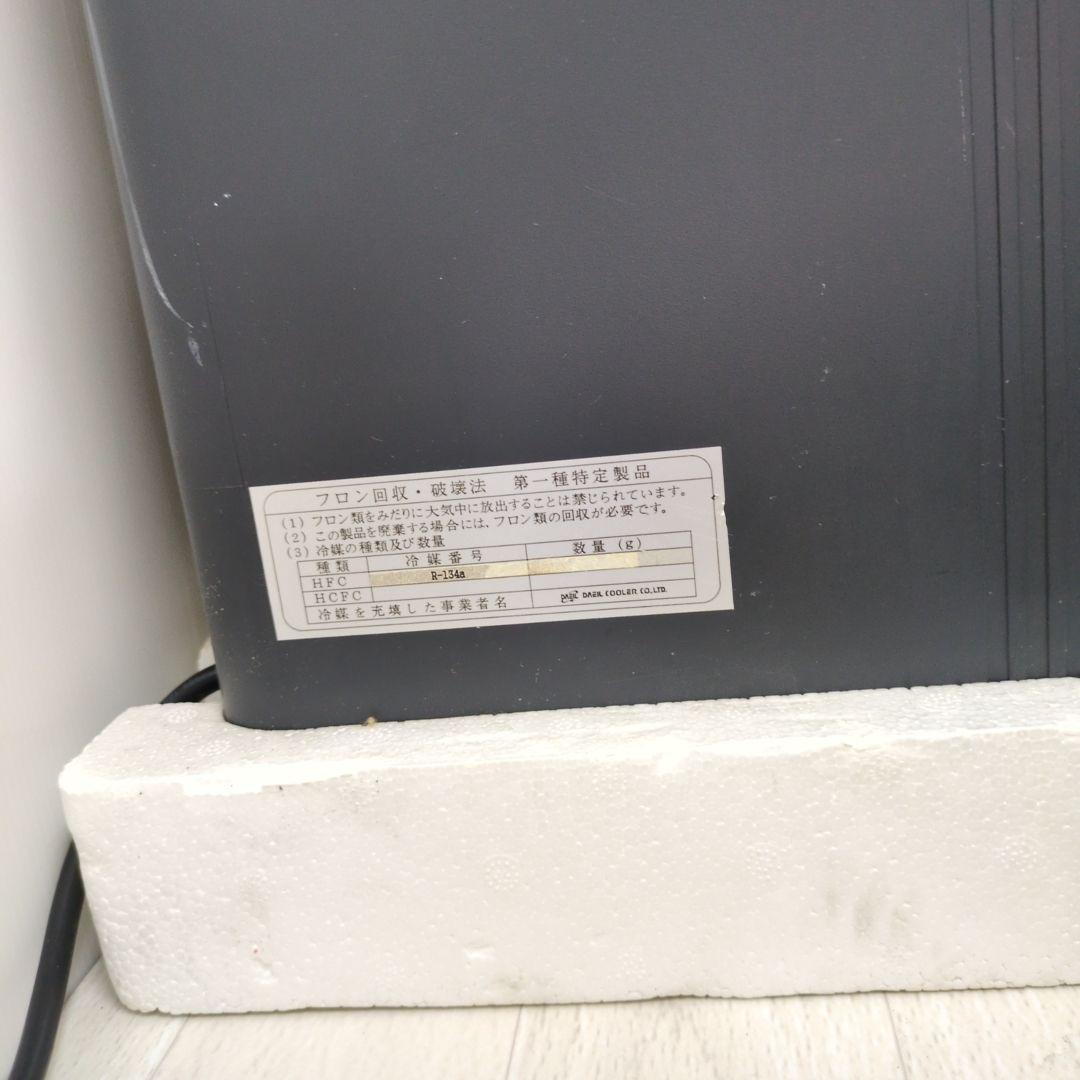 フロン回収・破壊法 第一種特定製品
(1) フロン類をみだりに大気中に放出することは禁じられています。
(2) この製品を廃棄する場合には、フロン類の回収が必要です。
(3) 冷媒の種類及び数量
種類 冷媒番号 数量 (g)
HFC R-134a
HCFC
冷媒を充填した事業者名 DAEIL DAEIL COOLER CO.,LTD.